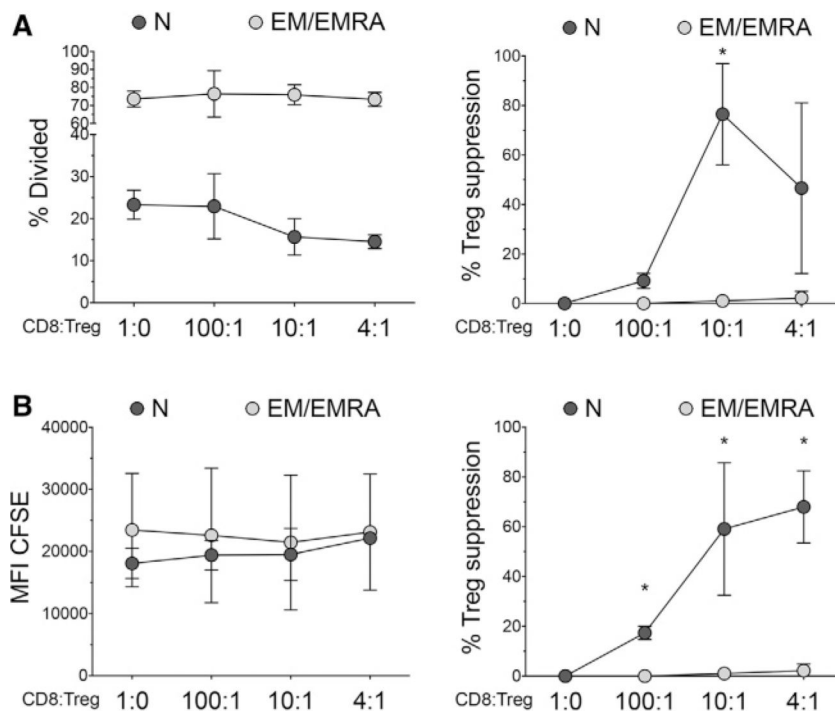 A
N EM/EMRA
100
90
80
70
60
40
30
20
10
0
% Divided
CD8:Treg 1:0 100:1 10:1 4:1
N EM/EMRA
*
100
80
60
40
20
0
% Treg suppression
CD8:Treg 1:0 100:1 10:1 4:1
B
N EM/EMRA
40000
30000
20000
10000
0
MFI CFSE
CD8:Treg 1:0 100:1 10:1 4:1
N EM/EMRA
* * *
100
80
60
40
20
0
% Treg suppression
CD8:Treg 1:0 100:1 10:1 4:1